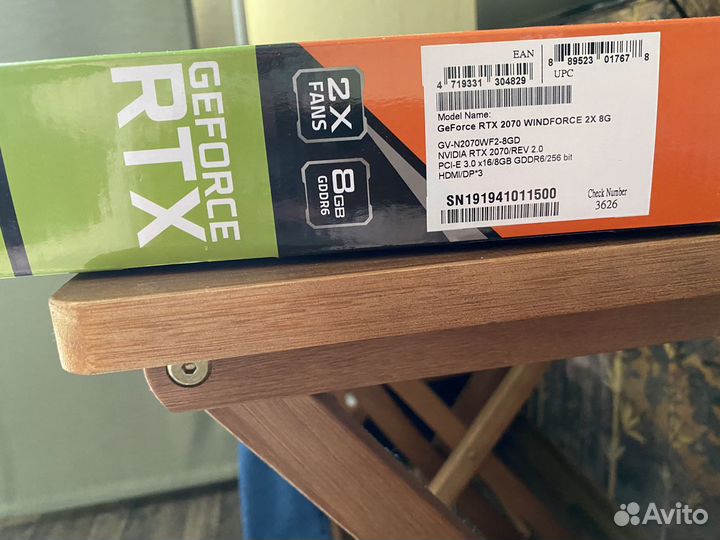 GEFORCE
RTX
2X
FANS
8GB
GDDR6
EAN
4 719331 304829
8 89523 01767 8
UPC
Model Name:
GeForce RTX 2070 WINDFORCE 2X 8G
GV-N2070WF2-8GD
NVIDIA RTX 2070/REV 2.0
PCI-E 3.0 x16/8GB GDDR6/256 bit
HDMI/DP*3
SN191941011500
Check Number
3626
Avito